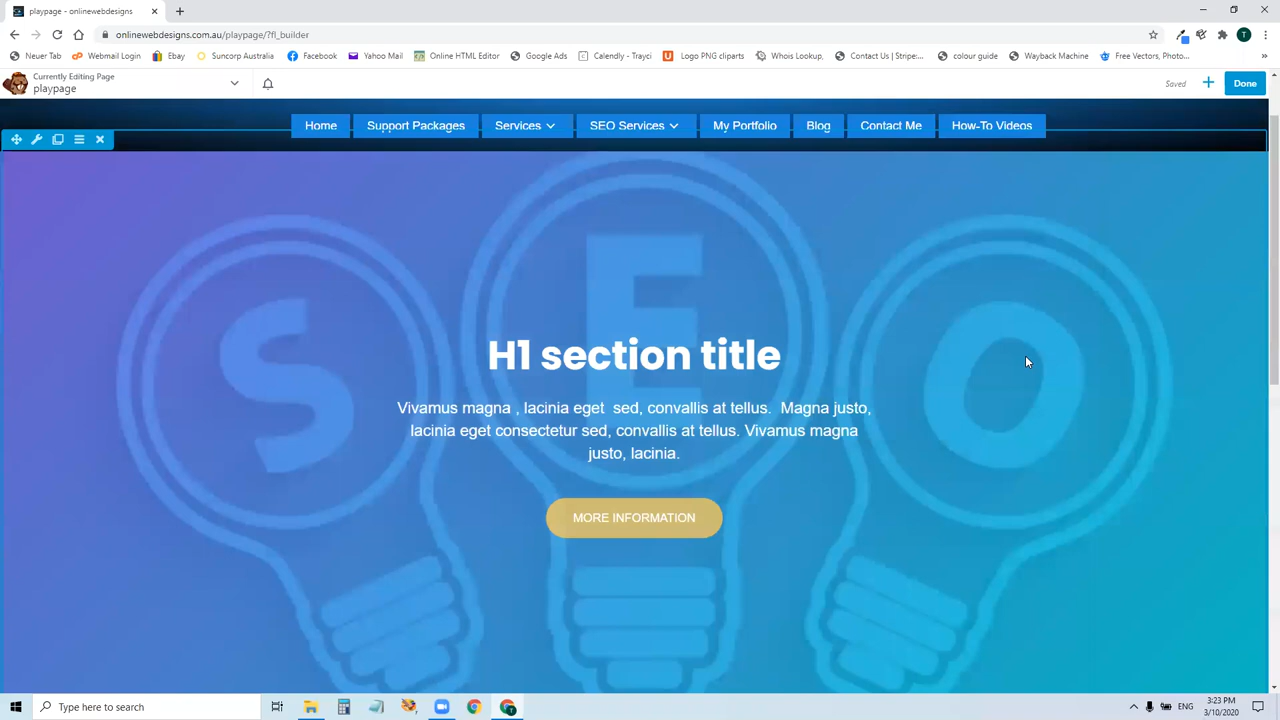 playpage - onlinewebdesigns.com.au
onlinewebdesigns.com.au/playpage/?fl_builder
Neuer Tab Webmail Login Ebay Suncorp Australia Facebook Yahoo Mail Online HTML Editor Google Ads Calendly - Trayci Logo PNG cliparts Whois Lookup, Contact Us | Stripe:... colour guide Wayback Machine Free Vectors, Photo...
Currently Editing Page
playpage
Saved
Done
Home Support Packages Services SEO Services My Portfolio Blog Contact Me How-To Videos
S E O
H1 section title
Vivamus magna , lacinia eget  sed, convallis at tellus.  Magna justo,
lacinia eget consectetur sed, convallis at tellus. Vivamus magna
justo, lacinia.
MORE INFORMATION
Type here to search
ENG
3:23 PM
3/10/2020